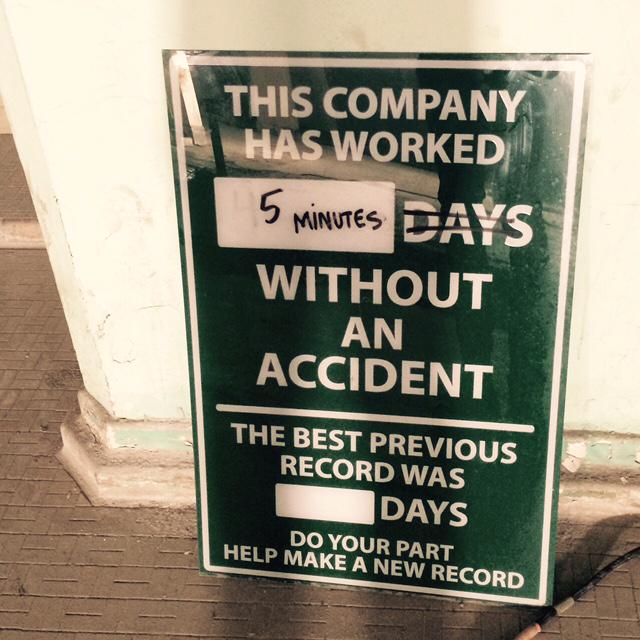 THIS COMPANY
HAS WORKED
5 MINUTES DAYS
WITHOUT
AN
ACCIDENT
THE BEST PREVIOUS
RECORD WAS
DAYS
DO YOUR PART
HELP MAKE A NEW RECORD